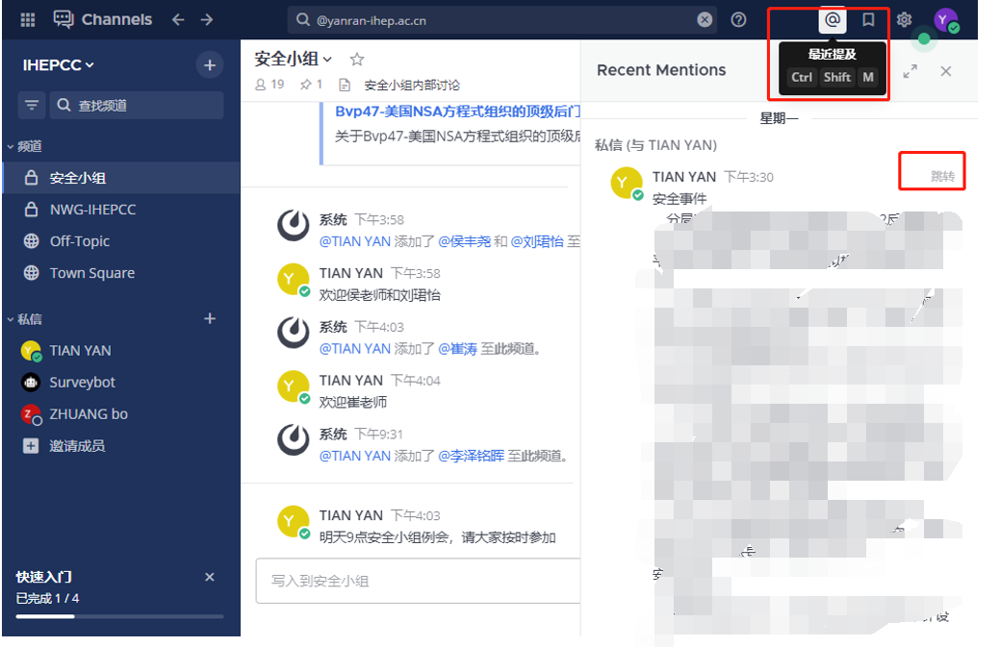 Channels
@yanran-ihep.ac.cn
IHEPCC
查找频道
频道
安全小组
NWG-IHEPCC
Off-Topic
Town Square
私信
TIAN YAN
Surveybot
ZHUANG bo
邀请成员
快速入门
已完成 1 / 4
安全小组
19
1
安全小组内部讨论
Bvp47-美国NSA方程式组织的顶级后门
关于Bvp47-美国NSA方程式组织的顶级后
系统 下午3:58
@TIAN YAN 添加了 @侯丰尧 和 @刘珺怡 至
TIAN YAN 下午3:58
欢迎侯老师和刘珺怡
系统 下午4:03
@TIAN YAN 添加了 @崔涛 至此频道。
TIAN YAN 下午4:04
欢迎崔老师
系统 下午9:31
@TIAN YAN 添加了 @李泽铭晖 至此频道。
TIAN YAN 下午4:03
明天9点安全小组例会，请大家按时参加
写入到安全小组
Recent Mentions
最近提及
Ctrl Shift M
星期一
私信 (与 TIAN YAN)
TIAN YAN 下午3:30
跳转
安全事件
分层